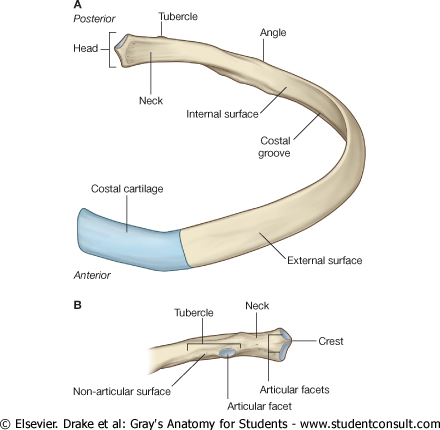 A
Posterior
Tubercle
Angle
Head
Neck
Internal surface
Costal
groove
Costal cartilage
External surface
Anterior
B
Tubercle
Neck
Crest
Non-articular surface
Articular facets
Articular facet
© Elsevier. Drake et al: Gray's Anatomy for Students - www.studentconsult.com